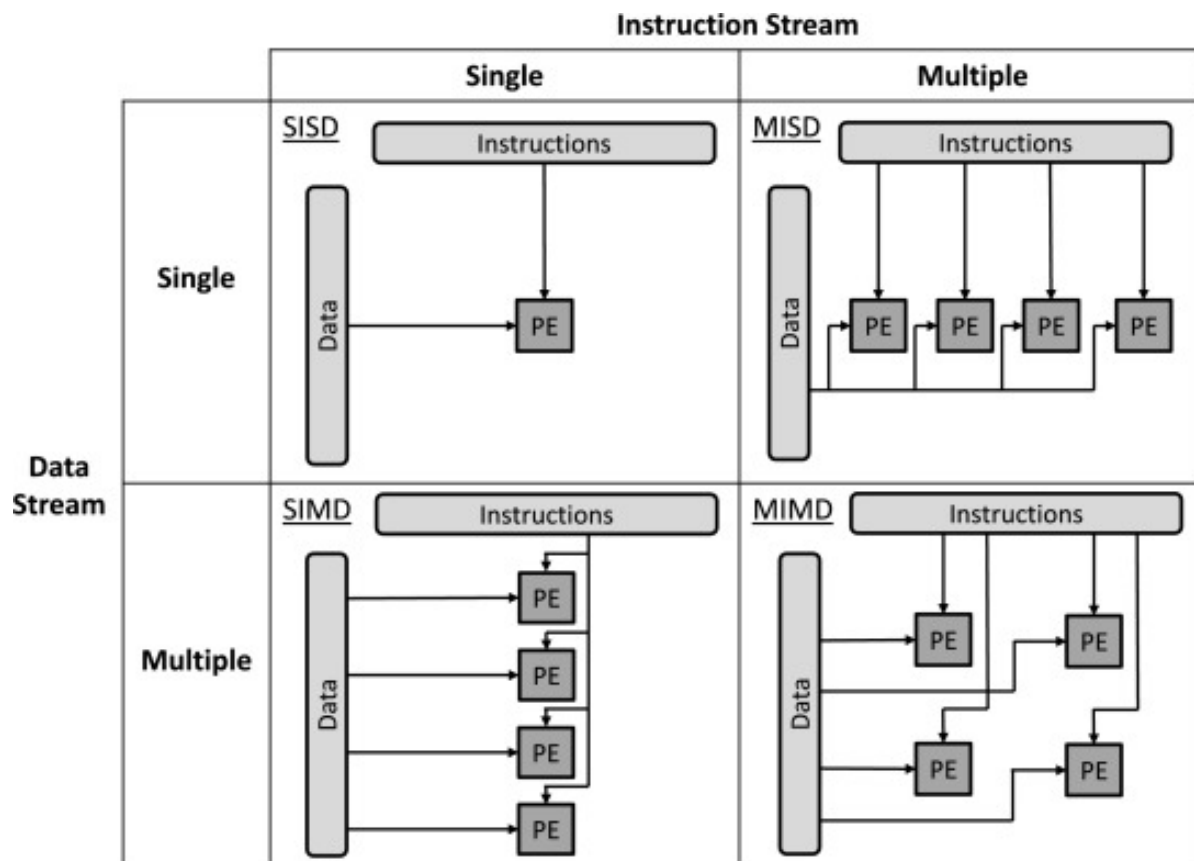 Instruction Stream
Single
Multiple
SISD
Instructions
Data
PE
MISD
Instructions
Data
PE
PE
PE
PE
Single
Data
Stream
SIMD
Instructions
Data
PE
PE
PE
PE
MIMD
Instructions
Data
PE
PE
PE
PE
Multiple